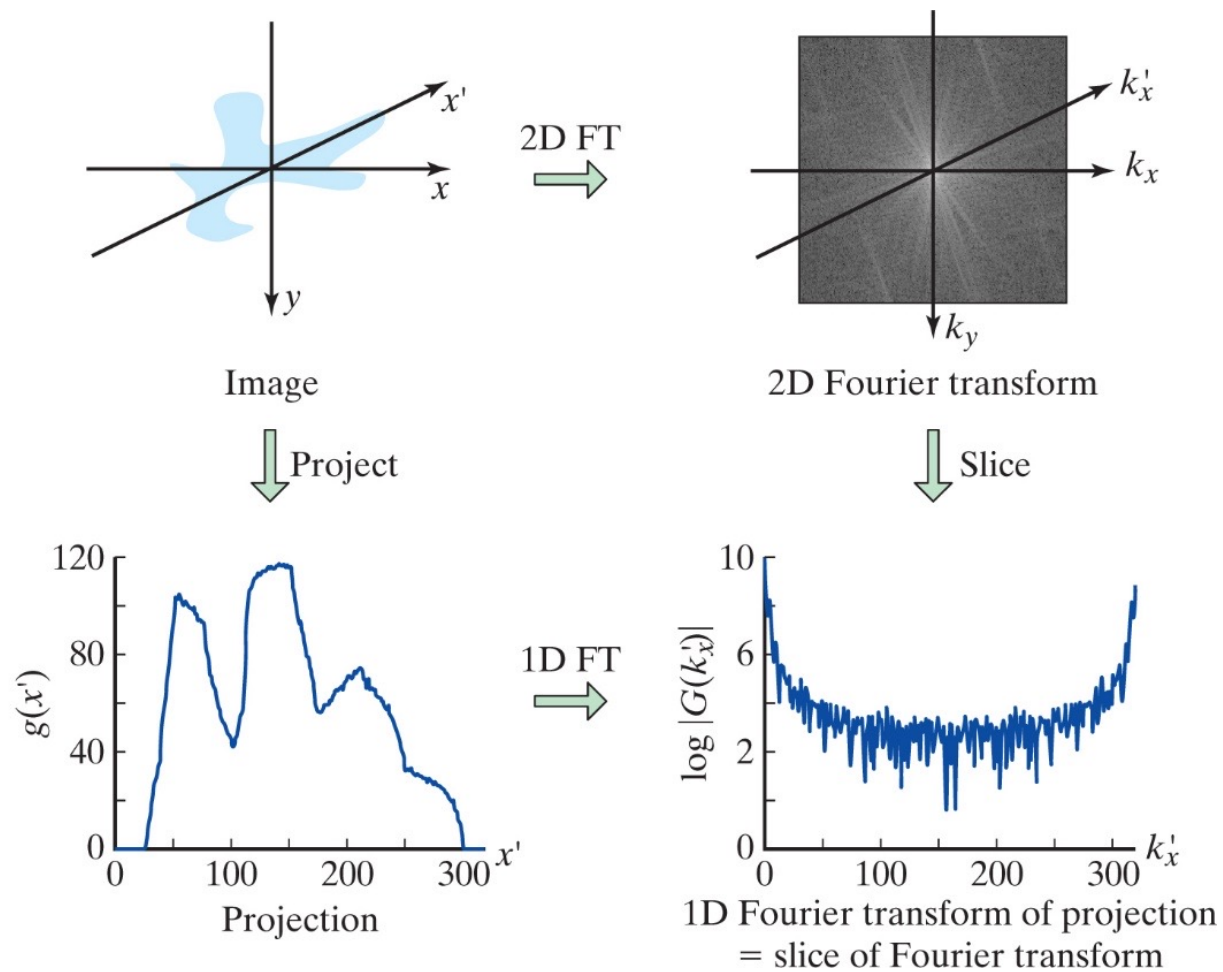 x'
x
y
Image
2D FT
k'ₓ
kₓ
k_y
2D Fourier transform
Project
Slice
120
80
40
0
g(x')
0 100 200 300
x'
Projection
1D FT
10
6
2
0
log |G(k'ₓ)|
0 100 200 300
k'ₓ
1D Fourier transform of projection
= slice of Fourier transform